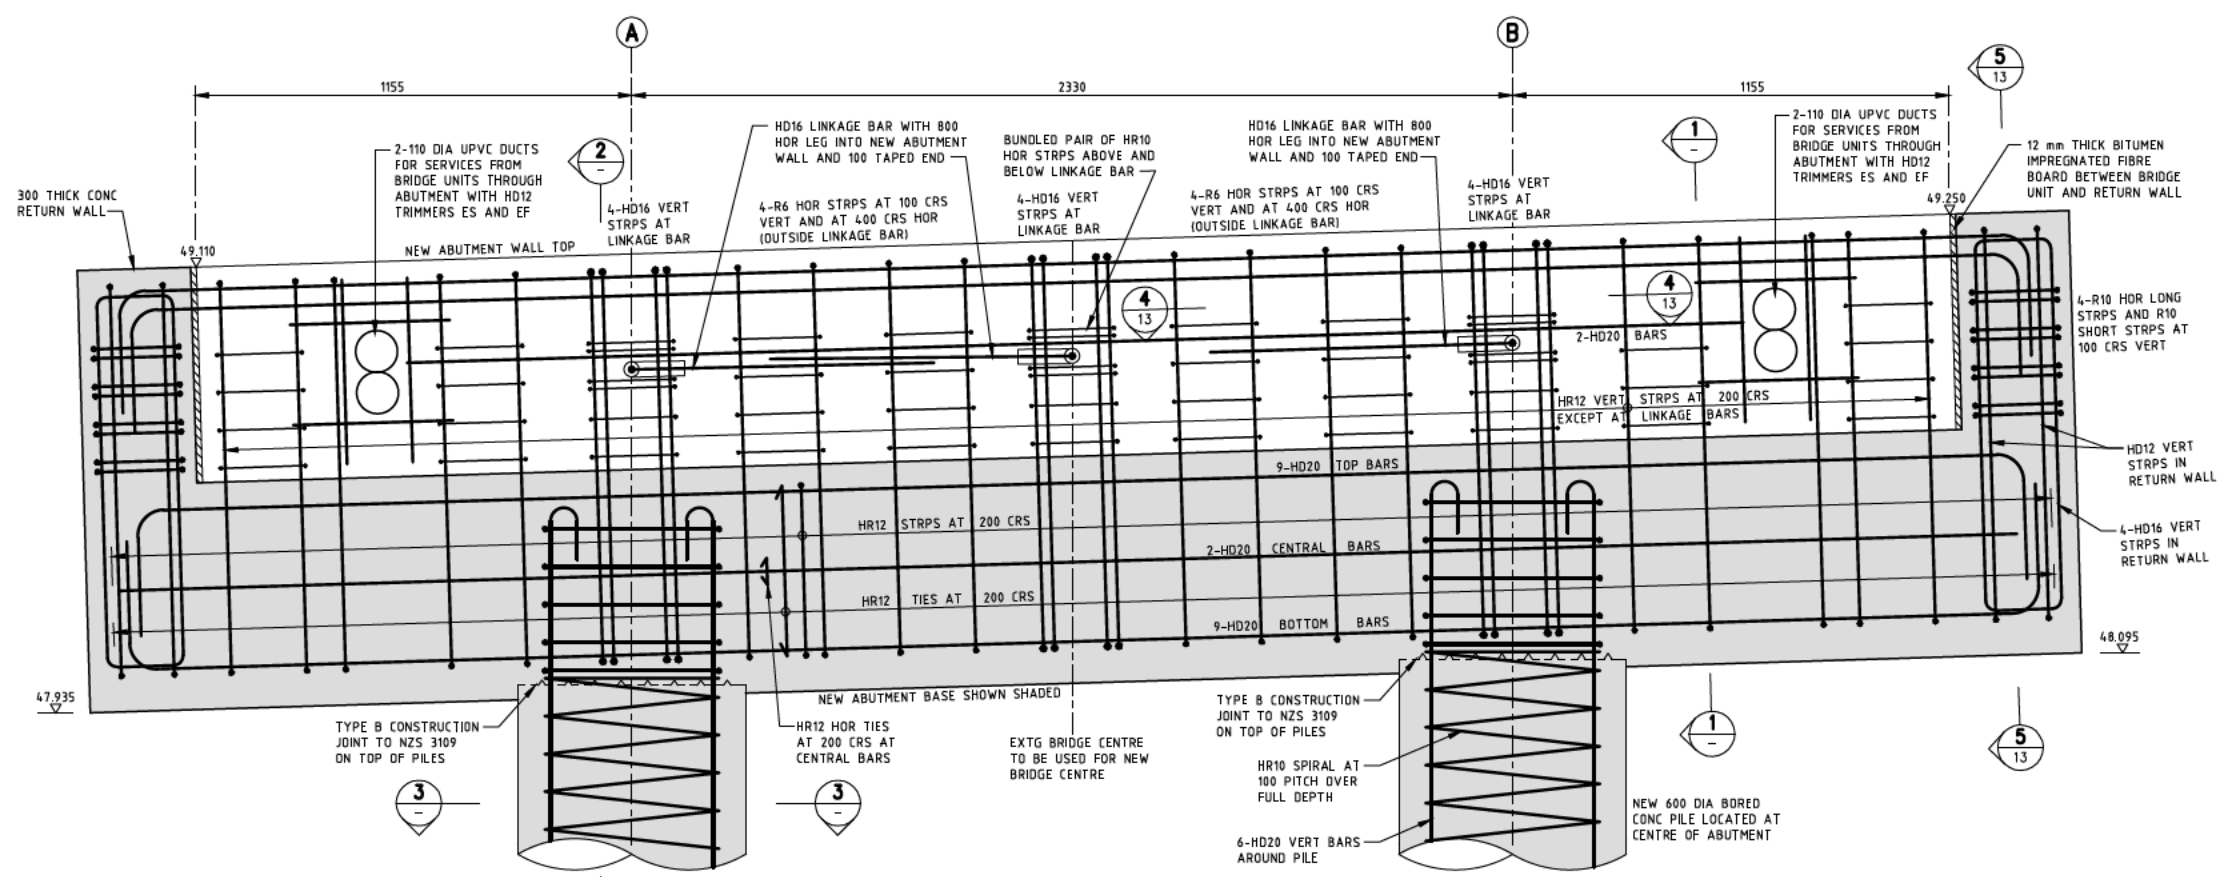 A
B
5
13
1155
2330
1155
2-110 DIA UPVC DUCTS
FOR SERVICES FROM
BRIDGE UNITS THROUGH
ABUTMENT WITH HD12
TRIMMERS ES AND EF
2
–
HD16 LINKAGE BAR WITH 800
HOR LEG INTO NEW ABUTMENT
WALL AND 100 TAPED END
BUNDLED PAIR OF HR10
HOR STRPS ABOVE AND
BELOW LINKAGE BAR
HD16 LINKAGE BAR WITH 800
HOR LEG INTO NEW ABUTMENT
WALL AND 100 TAPED END
1
–
2-110 DIA UPVC DUCTS
FOR SERVICES FROM
BRIDGE UNITS THROUGH
ABUTMENT WITH HD12
TRIMMERS ES AND EF
12 mm THICK BITUMEN
IMPREGNATED FIBRE
BOARD BETWEEN BRIDGE
UNIT AND RETURN WALL
300 THICK CONC
RETURN WALL
4-HD16 VERT
STRPS AT
LINKAGE BAR
4-R6 HOR STRPS AT 100 CRS
VERT AND AT 400 CRS HOR
(OUTSIDE LINKAGE BAR)
4-HD16 VERT
STRPS AT
LINKAGE BAR
4-R6 HOR STRPS AT 100 CRS
VERT AND AT 400 CRS HOR
(OUTSIDE LINKAGE BAR)
4-HD16 VERT
STRPS AT
LINKAGE BAR
49.250
49.110
NEW ABUTMENT WALL TOP
4
13
4
13
4-R10 HOR LONG
STRPS AND R10
SHORT STRPS AT
100 CRS VERT
2-HD20 BARS
HR12 VERT STRPS AT 200 CRS
EXCEPT AT LINKAGE BARS
HD12 VERT
STRPS IN
RETURN WALL
9-HD20 TOP BARS
HR12 STRPS AT 200 CRS
2-HD20 CENTRAL BARS
4-HD16 VERT
STRPS IN
RETURN WALL
HR12 TIES AT 200 CRS
9-HD20 BOTTOM BARS
48.095
47.935
NEW ABUTMENT BASE SHOWN SHADED
TYPE B CONSTRUCTION
JOINT TO NZS 3109
ON TOP OF PILES
HR12 HOR TIES
AT 200 CRS AT
CENTRAL BARS
EXTG BRIDGE CENTRE
TO BE USED FOR NEW
BRIDGE CENTRE
TYPE B CONSTRUCTION
JOINT TO NZS 3109
ON TOP OF PILES
1
–
5
13
3
–
3
–
HR10 SPIRAL AT
100 PITCH OVER
FULL DEPTH
6-HD20 VERT BARS
AROUND PILE
NEW 600 DIA BORED
CONC PILE LOCATED AT
CENTRE OF ABUTMENT